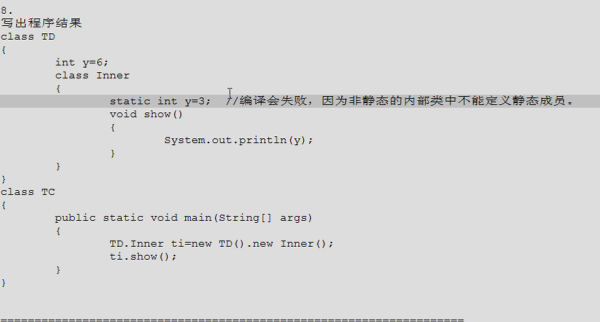 8.
写出程序结果
class TD
{
int y=6;
class Inner
{
static int y=3;  //编译会失败，因为非静态的内部类中不能定义静态成员。
void show()
{
System.out.println(y);
}
}
}
class TC
{
public static void main(String[] args)
{
TD.Inner ti=new TD().new Inner();
ti.show();
}
}
=====================================================================